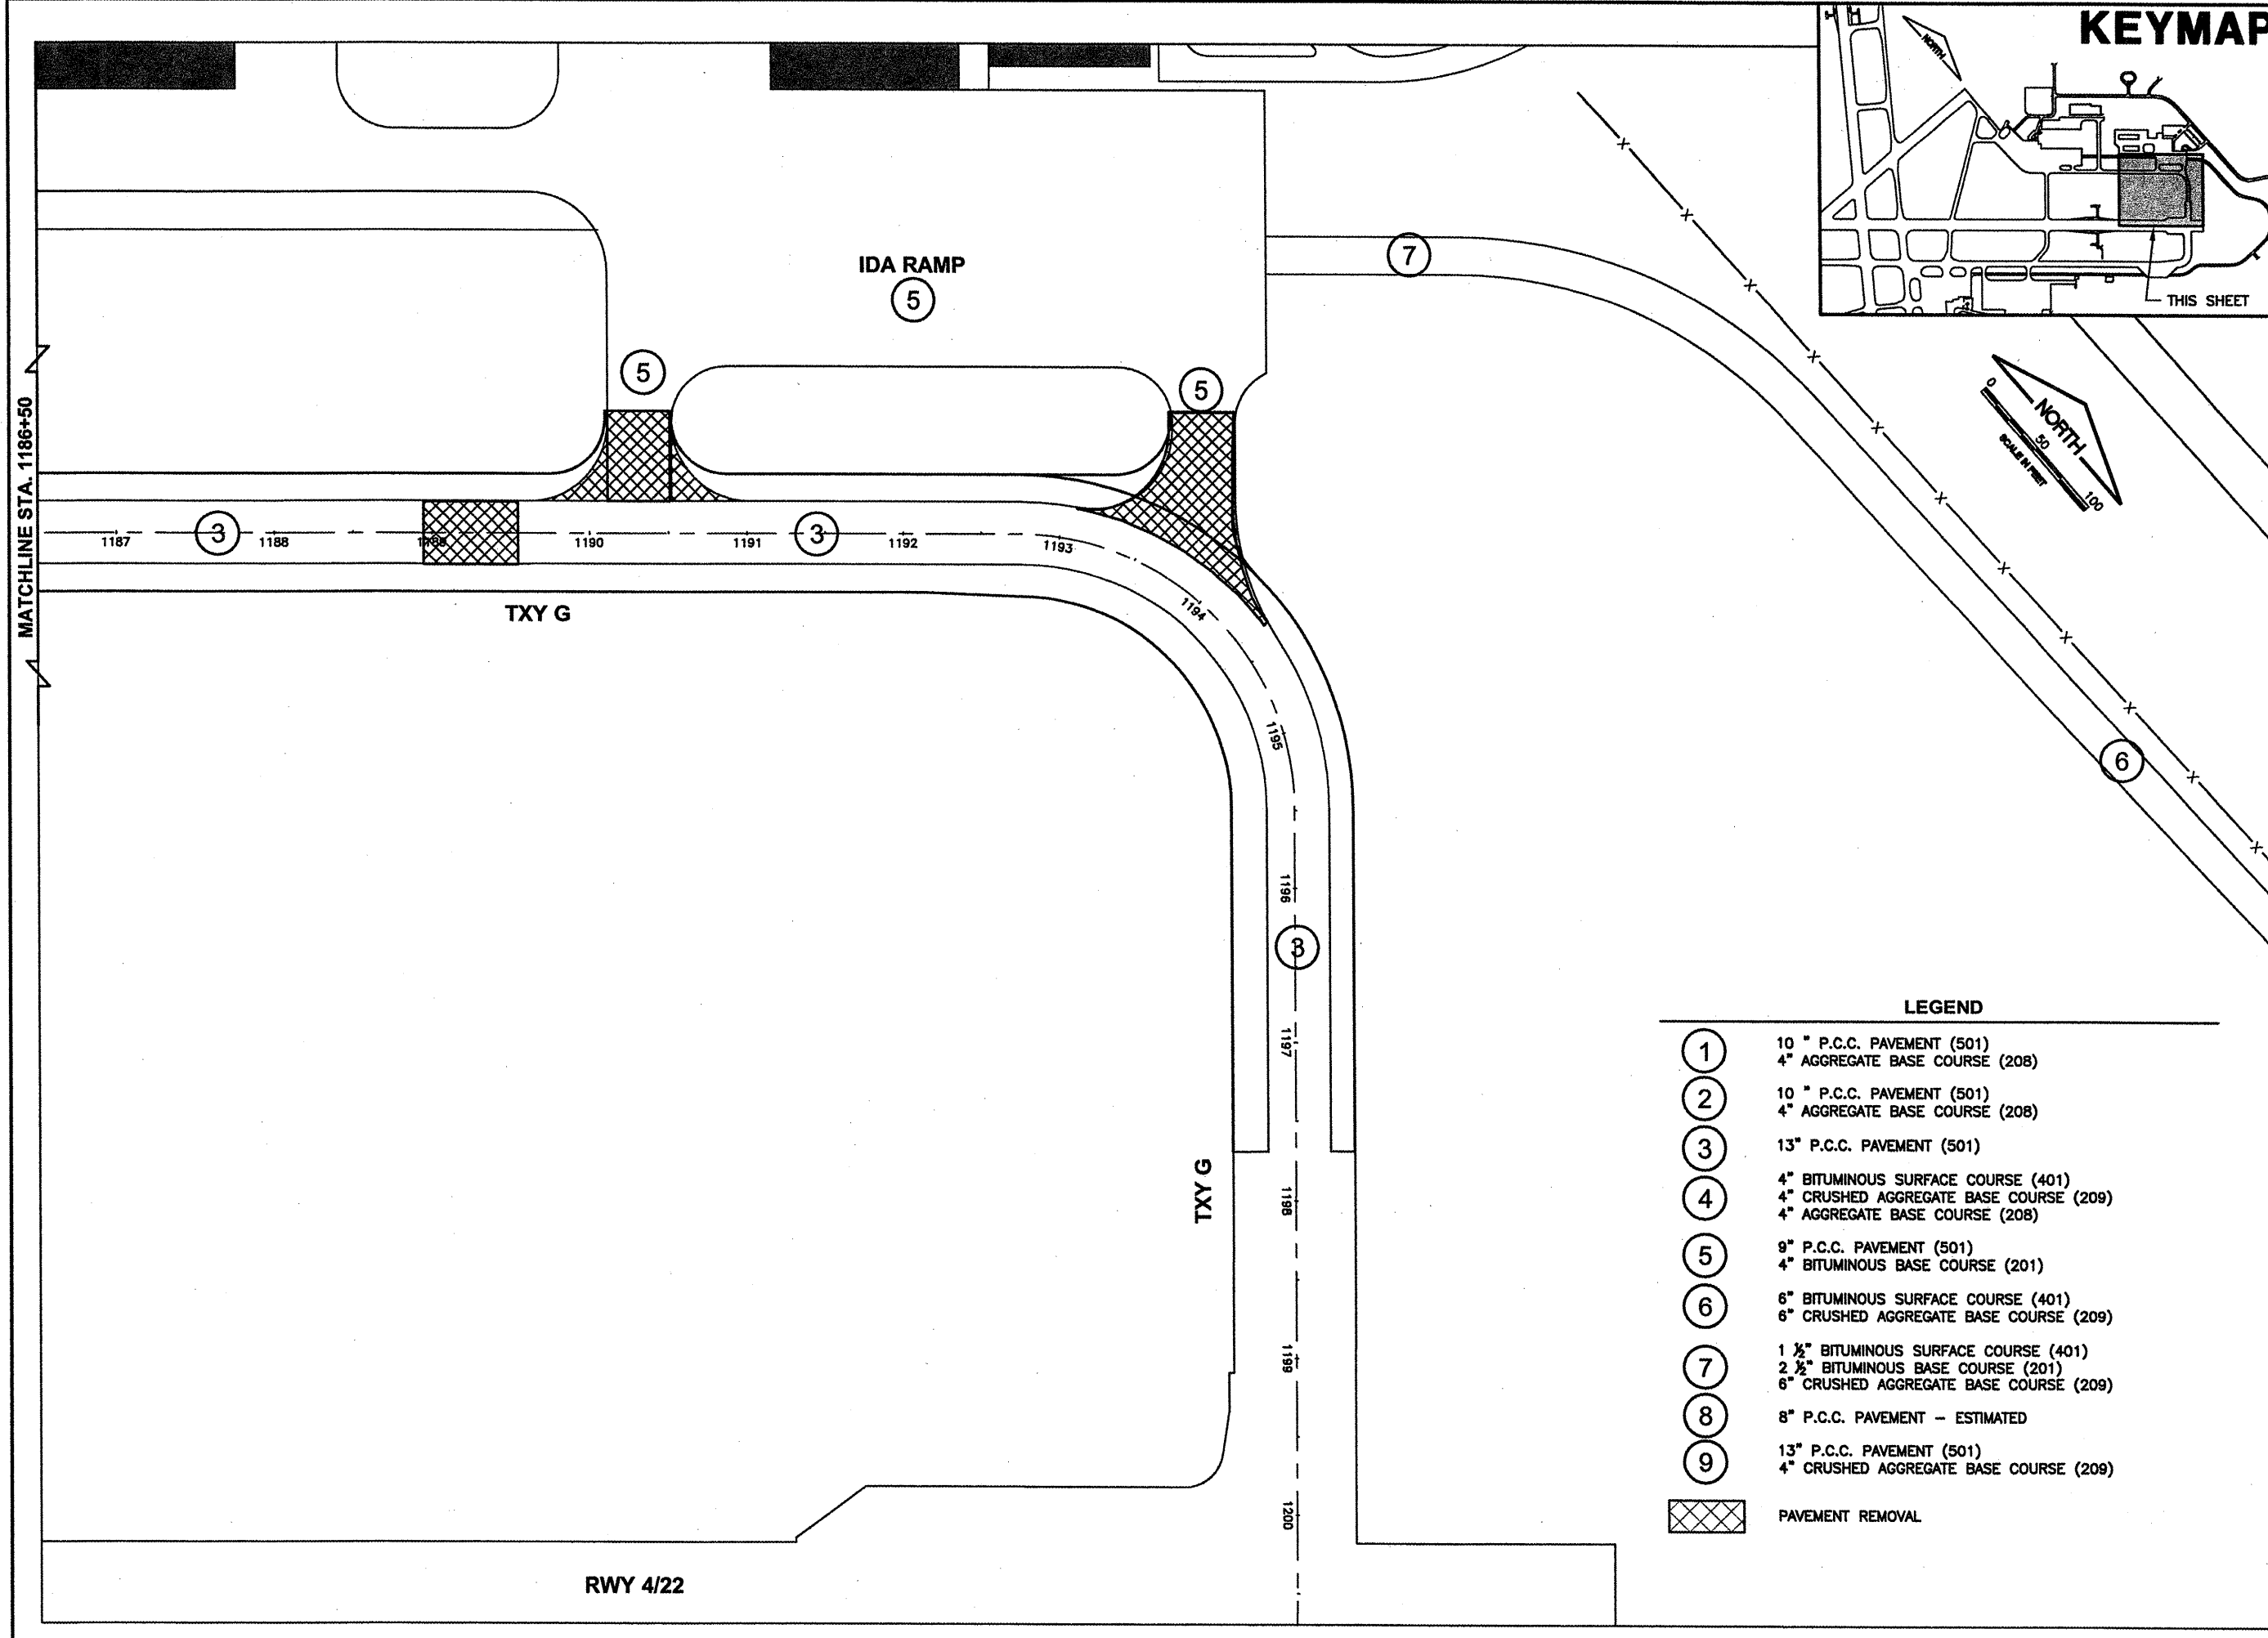 KEYMAP
NORTH
THIS SHEET
IDA RAMP
5
7
5
5
MATCHLINE STA. 1186+50
NORTH
0
50
100
SCALE IN FEET
1187
3
1188
1189
1190
1191
3
1192
1193
1194
1195
1196
3
1197
1198
1199
1200
TXY G
TXY G
6
RWY 4/22
LEGEND
1
10 " P.C.C. PAVEMENT (501)
4" AGGREGATE BASE COURSE (208)
2
10 " P.C.C. PAVEMENT (501)
4" AGGREGATE BASE COURSE (208)
3
13" P.C.C. PAVEMENT (501)
4
4" BITUMINOUS SURFACE COURSE (401)
4" CRUSHED AGGREGATE BASE COURSE (209)
4" AGGREGATE BASE COURSE (208)
5
9" P.C.C. PAVEMENT (501)
4" BITUMINOUS BASE COURSE (201)
6
6" BITUMINOUS SURFACE COURSE (401)
6" CRUSHED AGGREGATE BASE COURSE (209)
7
1 ½" BITUMINOUS SURFACE COURSE (401)
2 ½" BITUMINOUS BASE COURSE (201)
6" CRUSHED AGGREGATE BASE COURSE (209)
8
8" P.C.C. PAVEMENT – ESTIMATED
9
13" P.C.C. PAVEMENT (501)
4" CRUSHED AGGREGATE BASE COURSE (209)
PAVEMENT REMOVAL